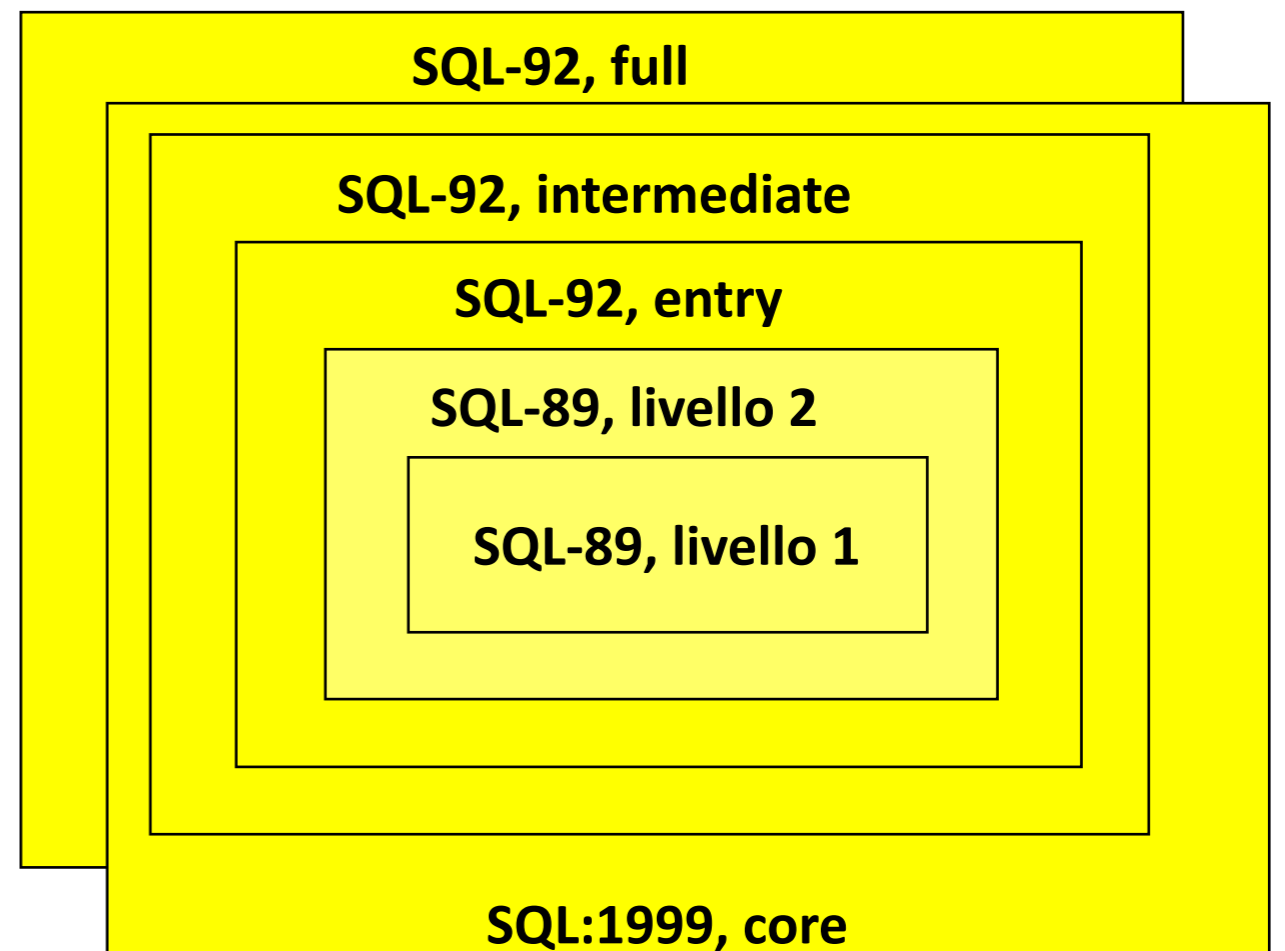 SQL-92, full
SQL-92, intermediate
SQL-92, entry
SQL-89, livello 2
SQL-89, livello 1
SQL:1999, core